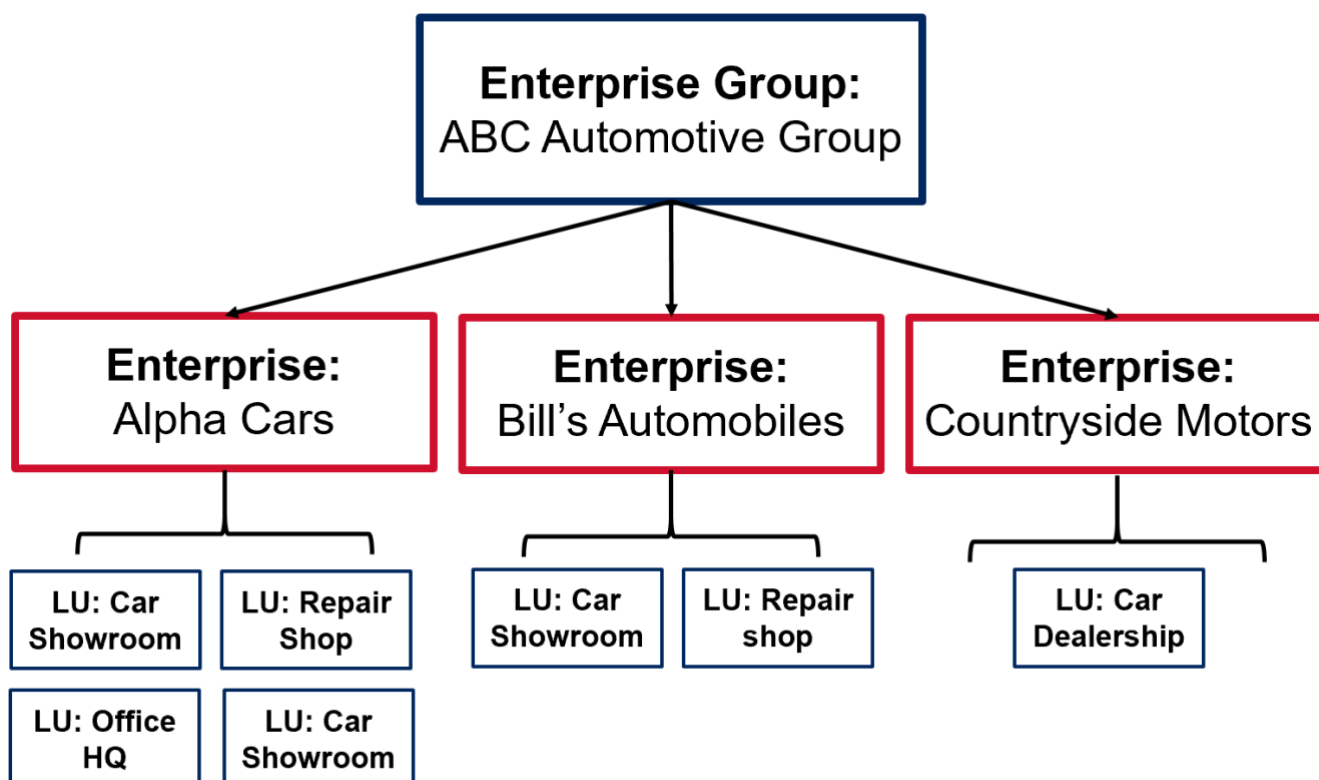 Enterprise Group:
ABC Automotive Group
Enterprise:
Alpha Cars
Enterprise:
Bill's Automobiles
Enterprise:
Countryside Motors
LU: Car
Showroom
LU: Repair
Shop
LU: Office
HQ
LU: Car
Showroom
LU: Car
Showroom
LU: Repair
shop
LU: Car
Dealership